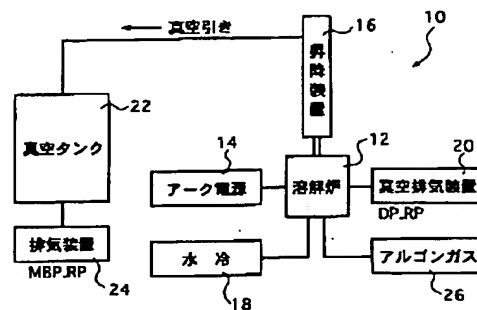 真空引き
16
10
22
昇降装置
真空タンク
14
12
20
アーク電源
溶解炉
真空排気装置
DP.RP
排気装置
MBP.RP
24
水冷
18
アルゴンガス
26